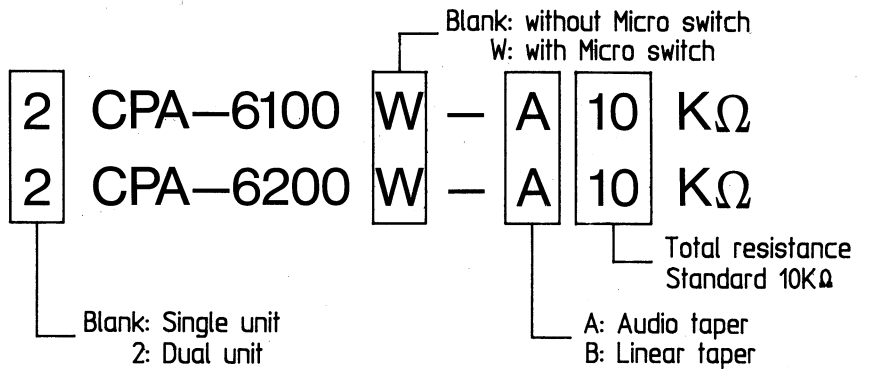 Blank: without Micro switch
W: with Micro switch
2 CPA–6100 W – A 10 KΩ
2 CPA–6200 W – A 10 KΩ
Total resistance
Standard 10KΩ
Blank: Single unit
2: Dual unit
A: Audio taper
B: Linear taper